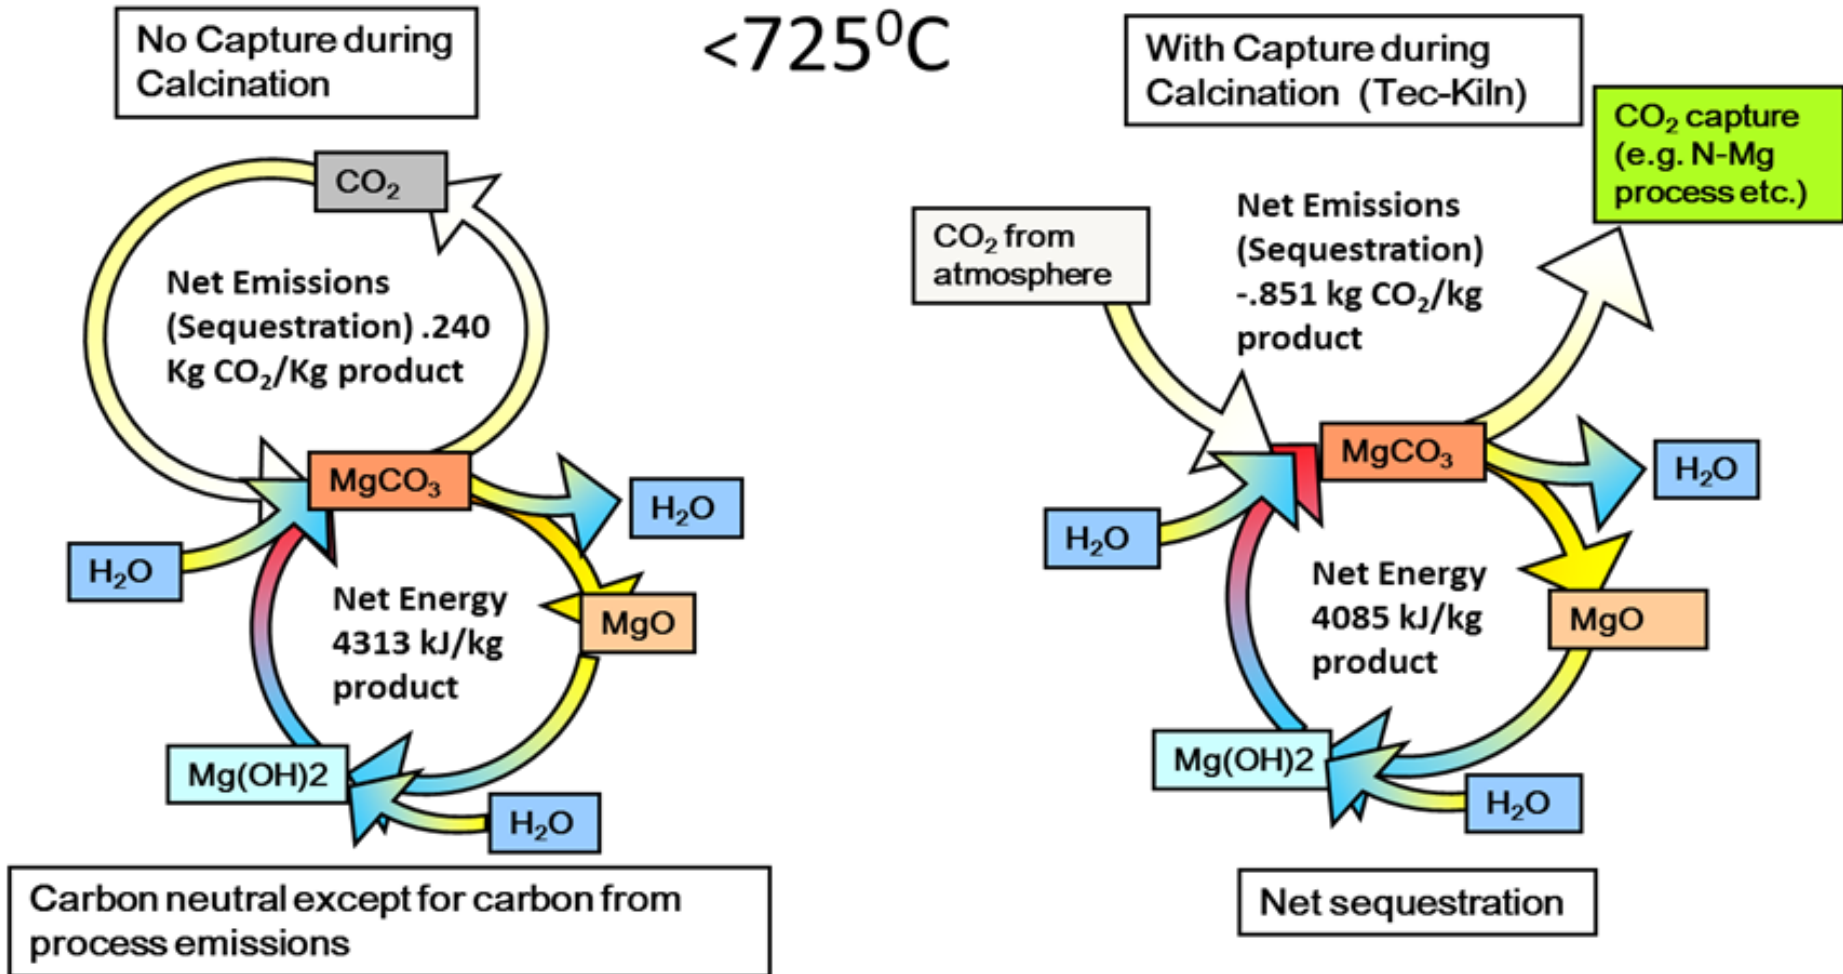 No Capture during
Calcination
<725⁰C
With Capture during
Calcination (Tec-Kiln)
CO₂ capture
(e.g. N-Mg
process etc.)
CO₂
Net Emissions
(Sequestration) .240
Kg CO₂/Kg product
MgCO₃
H₂O
H₂O
Net Energy
4313 kJ/kg
product
MgO
Mg(OH)2
H₂O
Carbon neutral except for carbon from
process emissions
CO₂ from
atmosphere
Net Emissions
(Sequestration)
-.851 kg CO₂/kg
product
MgCO₃
H₂O
H₂O
Net Energy
4085 kJ/kg
product
MgO
Mg(OH)2
H₂O
Net sequestration